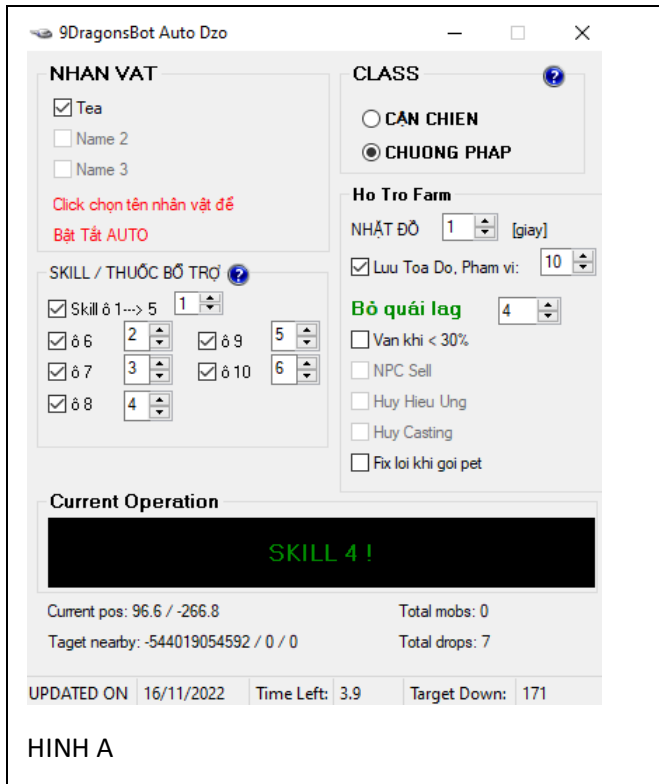 9DragonsBot Auto Dzo
NHAN VAT
Tea
Name 2
Name 3
Click chọn tên nhân vật để
Bật Tắt AUTO
CLASS
CẬN CHIEN
CHUONG PHAP
SKILL / THUỐC BỔ TRỢ
Skill ô 1---> 5 1
ô 6 2 ô 9 5
ô 7 3 ô 10 6
ô 8 4
Ho Tro Farm
NHẶT ĐỒ 1 [giay]
Luu Toa Do, Pham vi: 10
Bỏ quái lag 4
Van khi < 30%
NPC Sell
Huy Hieu Ung
Huy Casting
Fix loi khi goi pet
Current Operation
SKILL 4 !
Current pos: 96.6 / -266.8 Total mobs: 0
Taget nearby: -544019054592 / 0 / 0 Total drops: 7
UPDATED ON 16/11/2022 Time Left: 3.9 Target Down: 171
HINH A